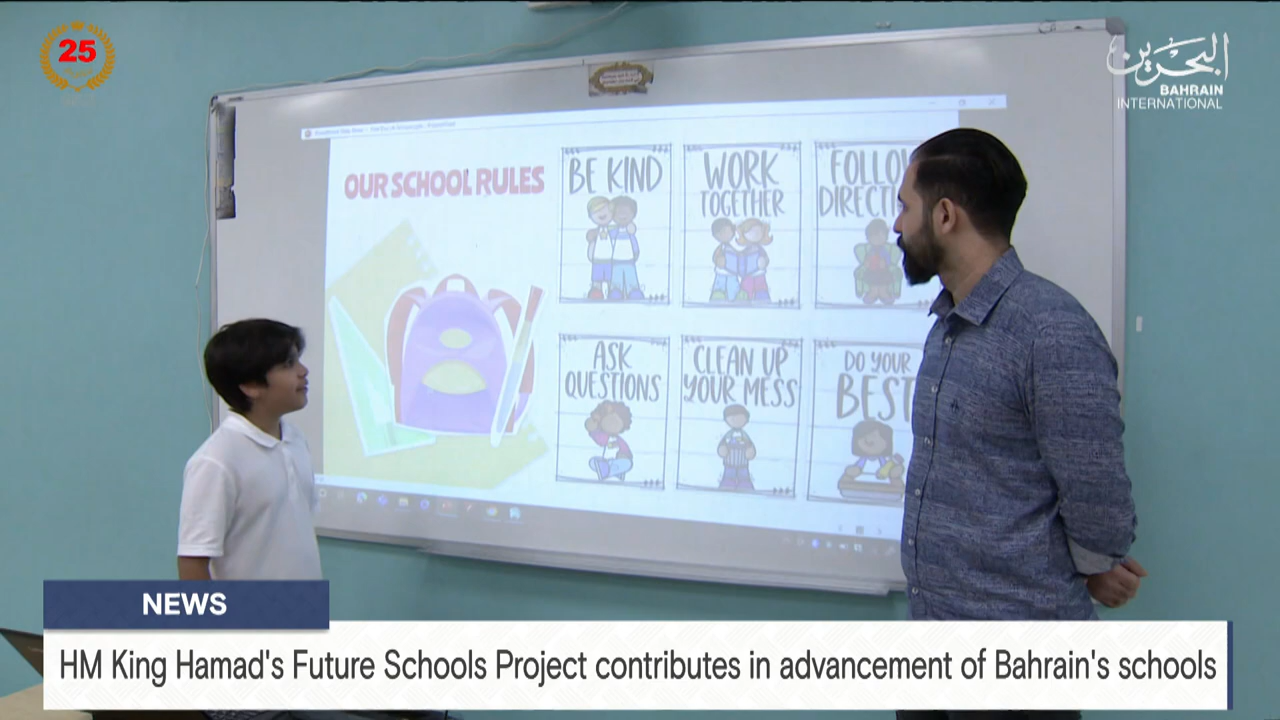 25
البحرين
BAHRAIN
INTERNATIONAL
OUR SCHOOL RULES
BE KIND
WORK
TOGETHER
FOLLOW
DIRECTI
ASK
QUESTIONS
CLEAN UP
YOUR MESS
DO YOUR
BEST
NEWS
HM King Hamad's Future Schools Project contributes in advancement of Bahrain's schools